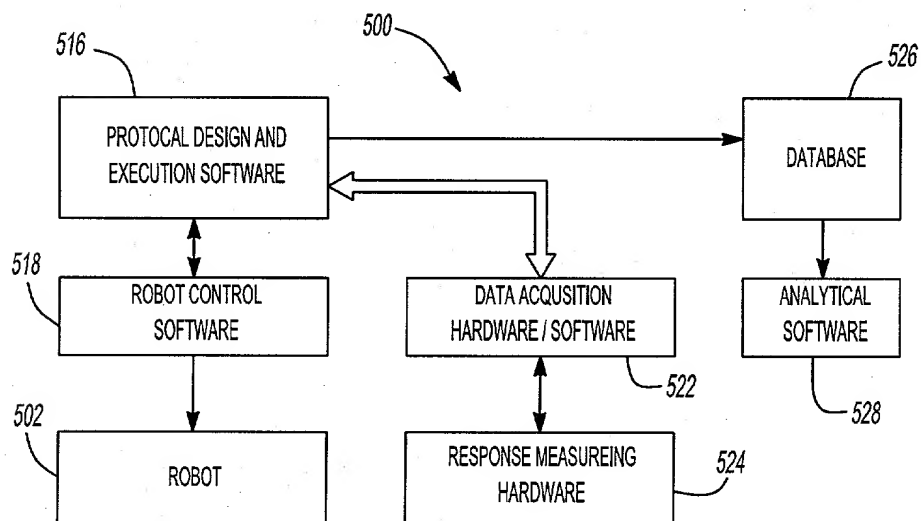 500
516
526
PROTOCAL DESIGN AND
EXECUTION SOFTWARE
DATABASE
518
ROBOT CONTROL
SOFTWARE
DATA ACQUSITION
HARDWARE / SOFTWARE
ANALYTICAL
SOFTWARE
522
528
502
ROBOT
RESPONSE MEASUREING
HARDWARE
524